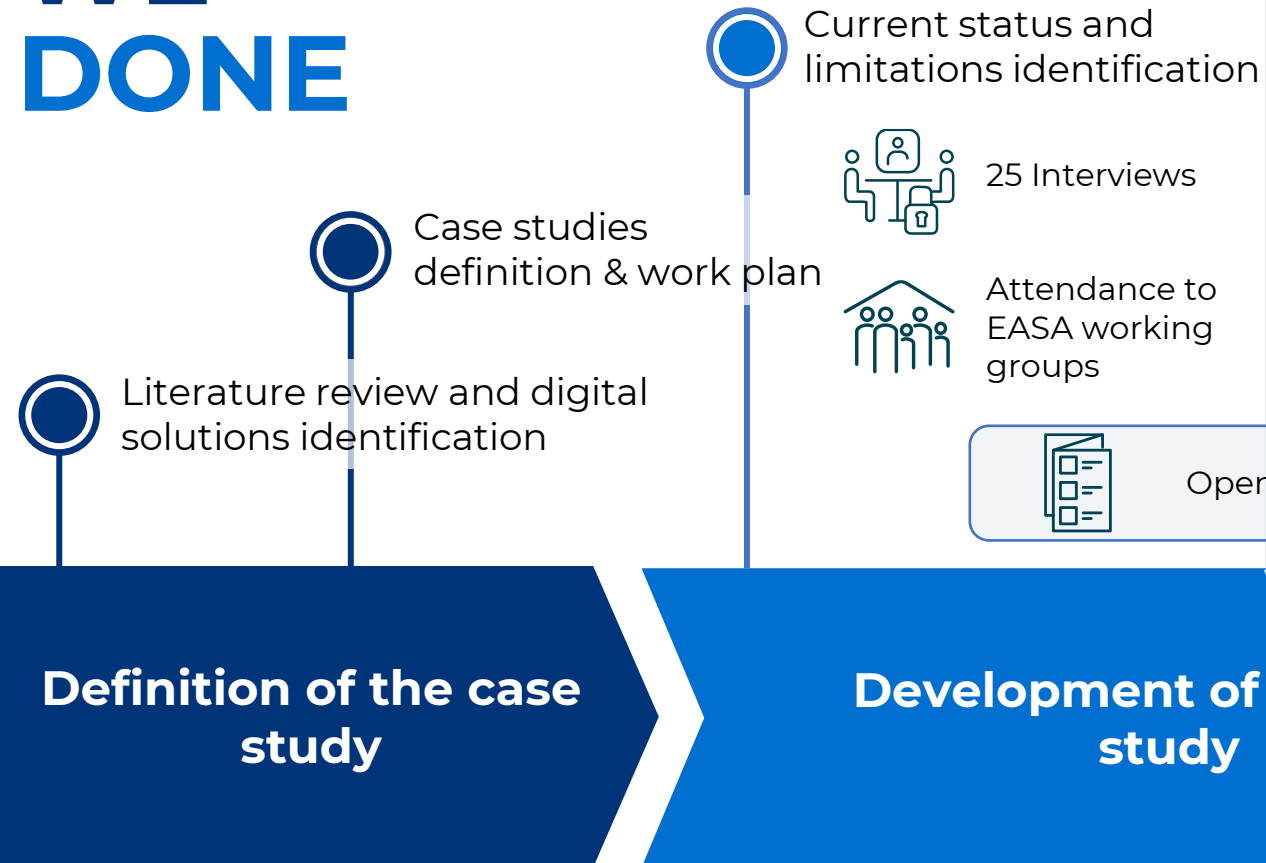 DONE
Current status and
limitations identification
25 Interviews
Case studies
definition & work plan
Attendance to
EASA working
groups
Literature review and digital
solutions identification
Definition of the case
study
Development of
study